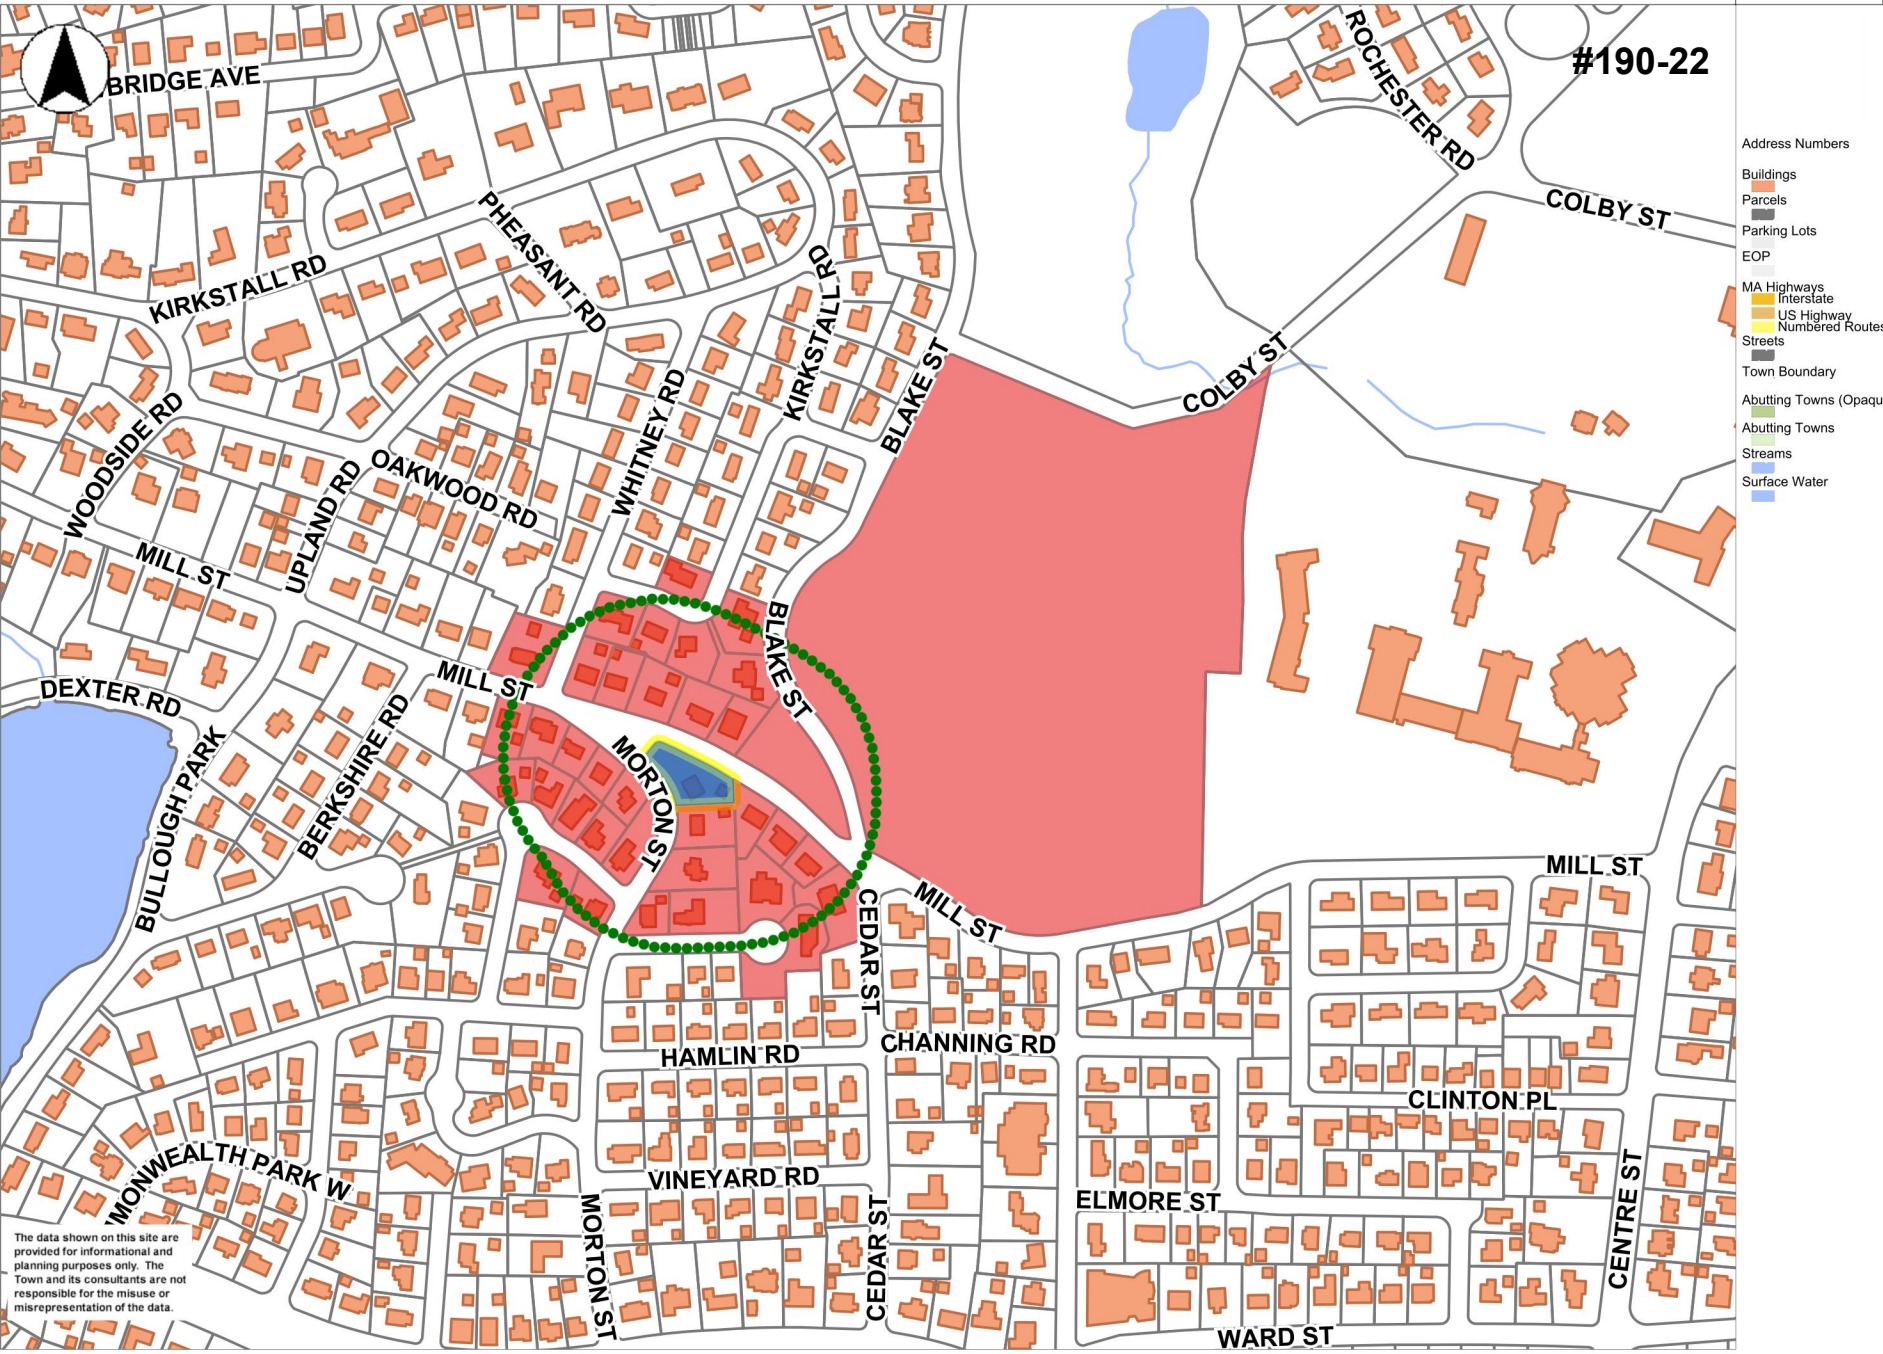 #190-22
BRIDGE AVE
ROCHESTER RD
COLBY ST
PHEASANT RD
KIRKSTALL RD
KIRKSTALL RD
COLBY ST
BLAKE ST
WHITNEY RD
WOODSIDE RD
OAKWOOD RD
UPLAND RD
MILL ST
BLAKE ST
MILL ST
DEXTER RD
BERKSHIRE RD
BULLOUGH PARK
MORTON ST
MILL ST
MILL ST
CEDAR ST
HAMLIN RD
CHANNING RD
CLINTON PL
MONWEALTH PARK W
VINEYARD RD
ELMORE ST
MORTON ST
CEDAR ST
CENTRE ST
WARD ST
Address Numbers
Buildings
Parcels
Parking Lots
EOP
MA Highways
Interstate
US Highway
Numbered Routes
Streets
Town Boundary
Abutting Towns (Opaqu
Abutting Towns
Streams
Surface Water
The data shown on this site are
provided for informational and
planning purposes only. The
Town and its consultants are not
responsible for the misuse or
misrepresentation of the data.